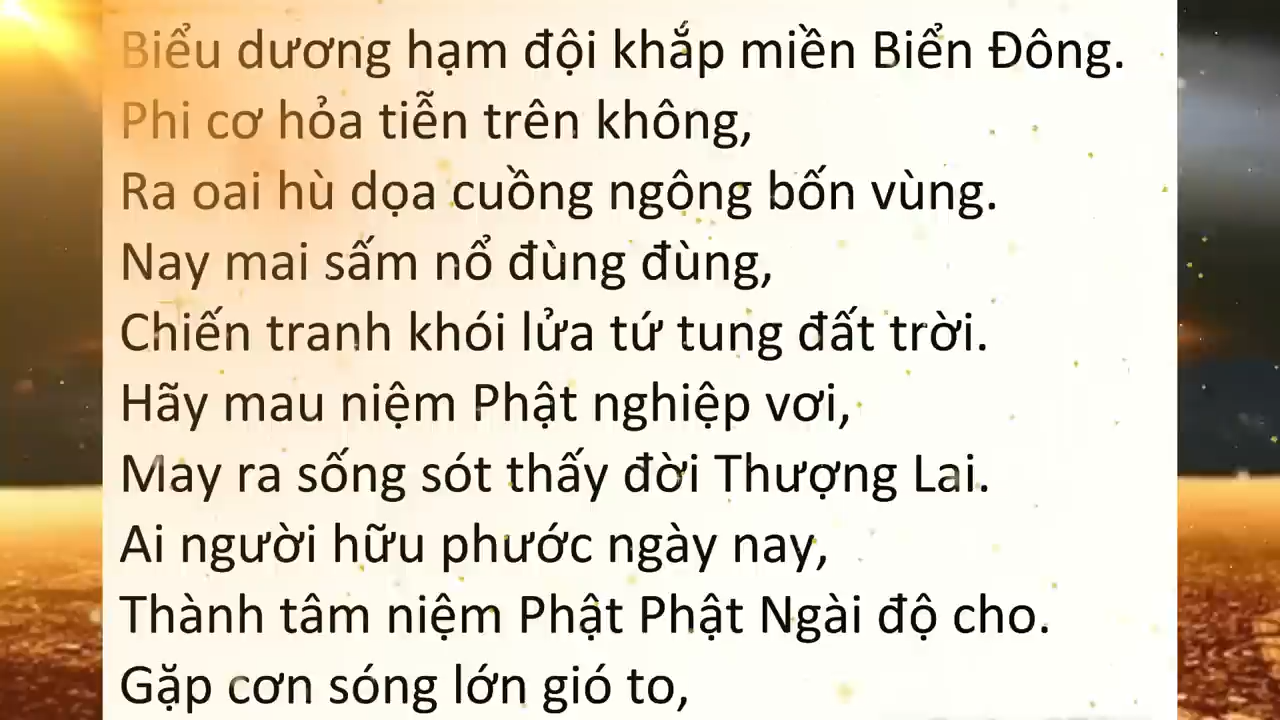 Biểu dương hạm đội khắp miền Biển Đông.
Phi cơ hỏa tiễn trên không,
Ra oai hù dọa cuồng ngông bốn vùng.
Nay mai sấm nổ đùng đùng,
Chiến tranh khói lửa tứ tung đất trời.
Hãy mau niệm Phật nghiệp vơi,
May ra sống sót thấy đời Thượng Lai.
Ai người hữu phước ngày nay,
Thành tâm niệm Phật Phật Ngài độ cho.
Gặp cơn sóng lớn gió to,